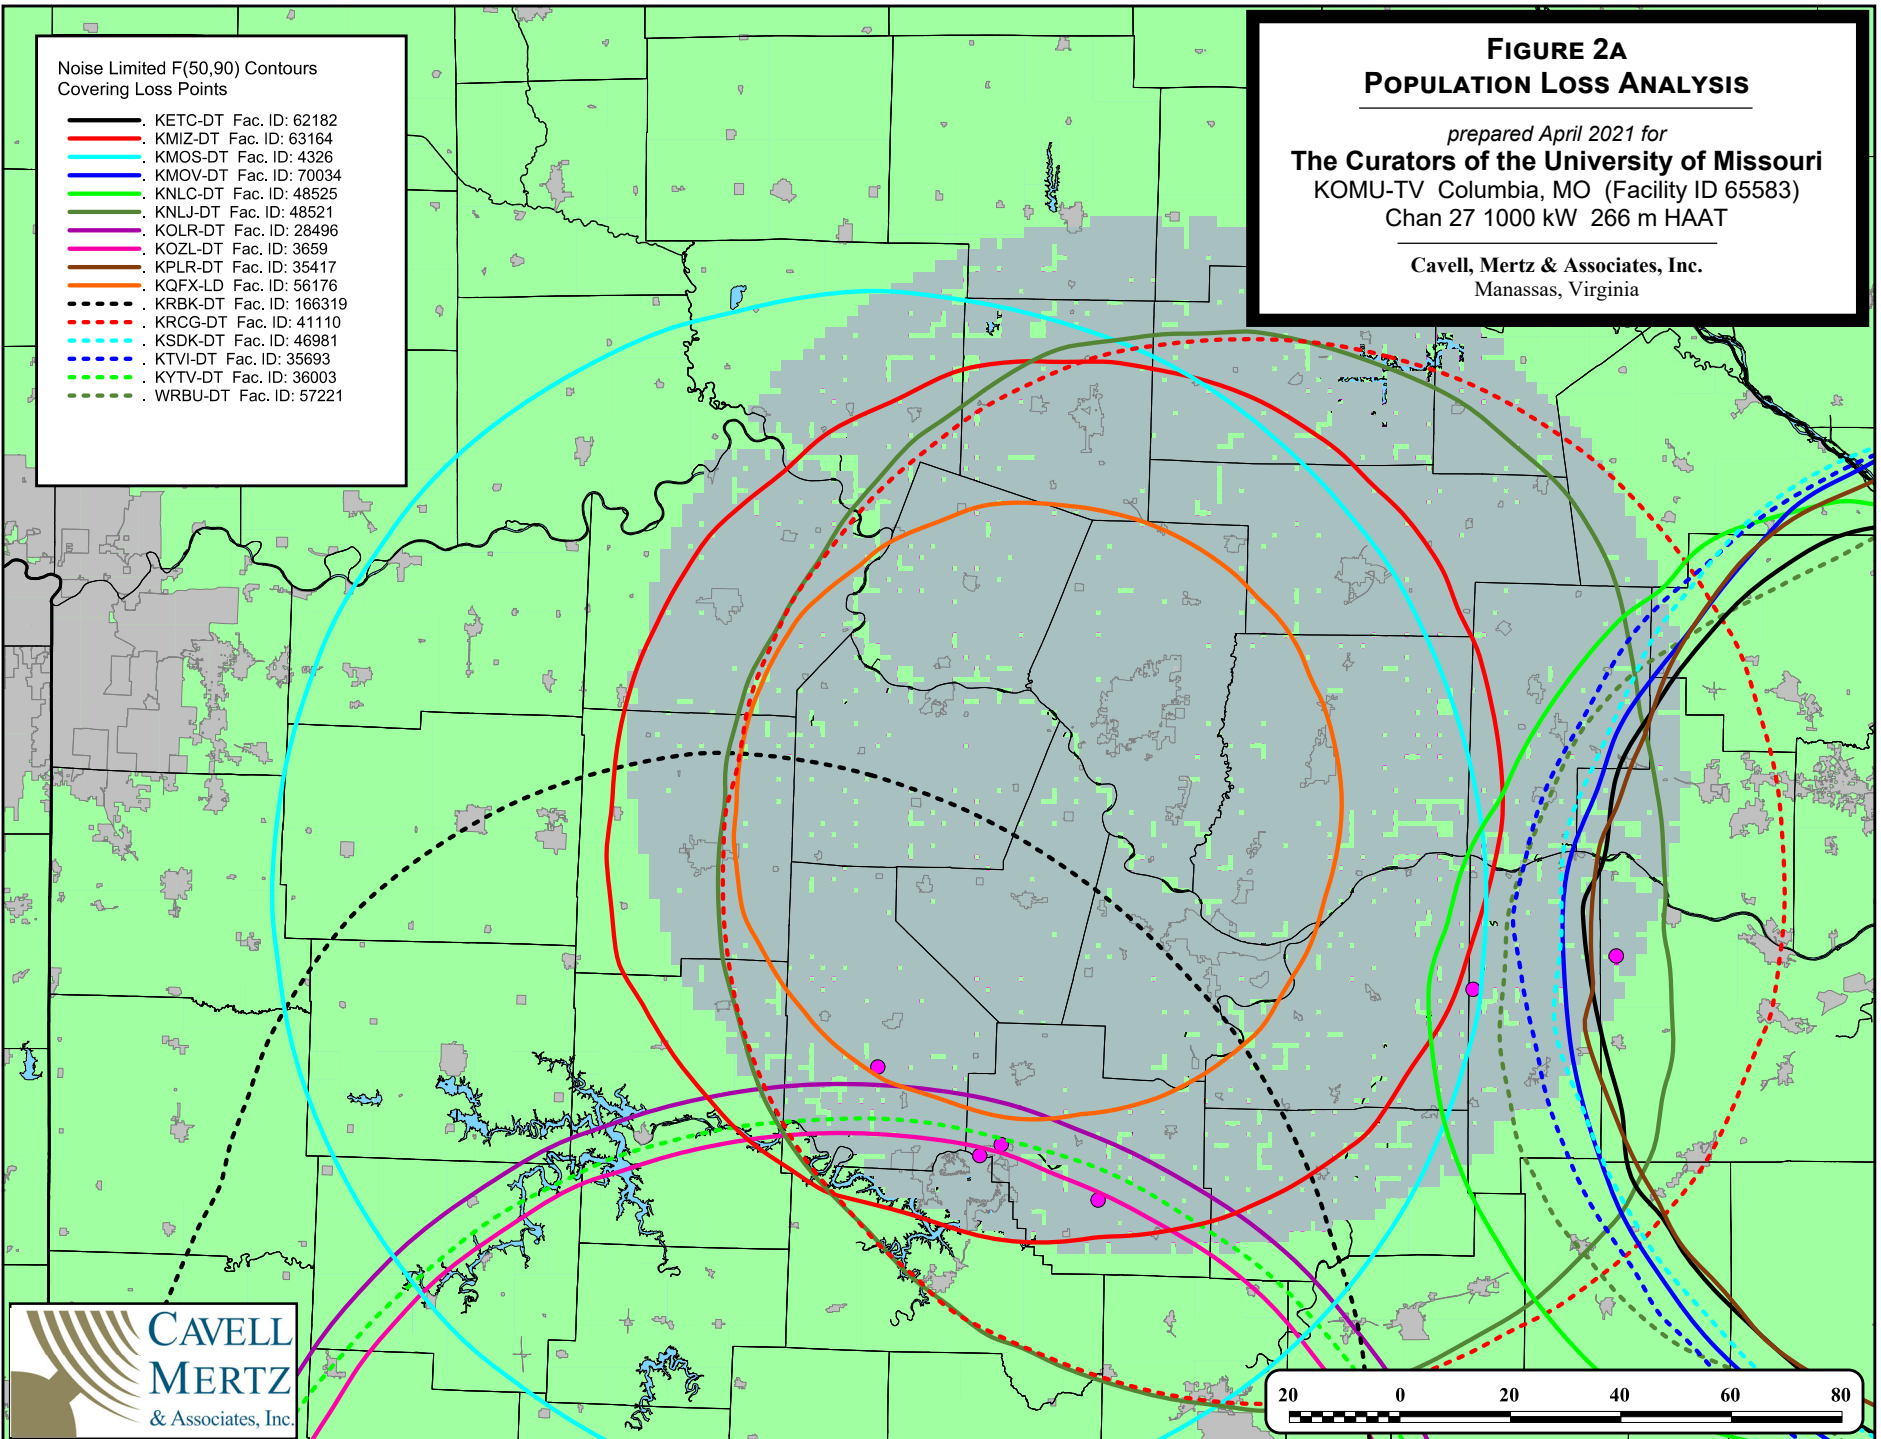 Noise Limited F(50,90) Contours
Covering Loss Points
. KETC-DT Fac. ID: 62182
. KMIZ-DT Fac. ID: 63164
. KMOS-DT Fac. ID: 4326
. KMOV-DT Fac. ID: 70034
. KNLC-DT Fac. ID: 48525
. KNLJ-DT Fac. ID: 48521
. KOLR-DT Fac. ID: 28496
. KOZL-DT Fac. ID: 3659
. KPLR-DT Fac. ID: 35417
. KQFX-LD Fac. ID: 56176
. KRBK-DT Fac. ID: 166319
. KRCG-DT Fac. ID: 41110
. KSDK-DT Fac. ID: 46981
. KTVI-DT Fac. ID: 35693
. KYTV-DT Fac. ID: 36003
. WRBU-DT Fac. ID: 57221
FIGURE 2A
POPULATION LOSS ANALYSIS
prepared April 2021 for
The Curators of the University of Missouri
KOMU-TV Columbia, MO (Facility ID 65583)
Chan 27 1000 kW 266 m HAAT
Cavell, Mertz & Associates, Inc.
Manassas, Virginia
CAVELL
MERTZ
& Associates, Inc.
20 0 20 40 60 80